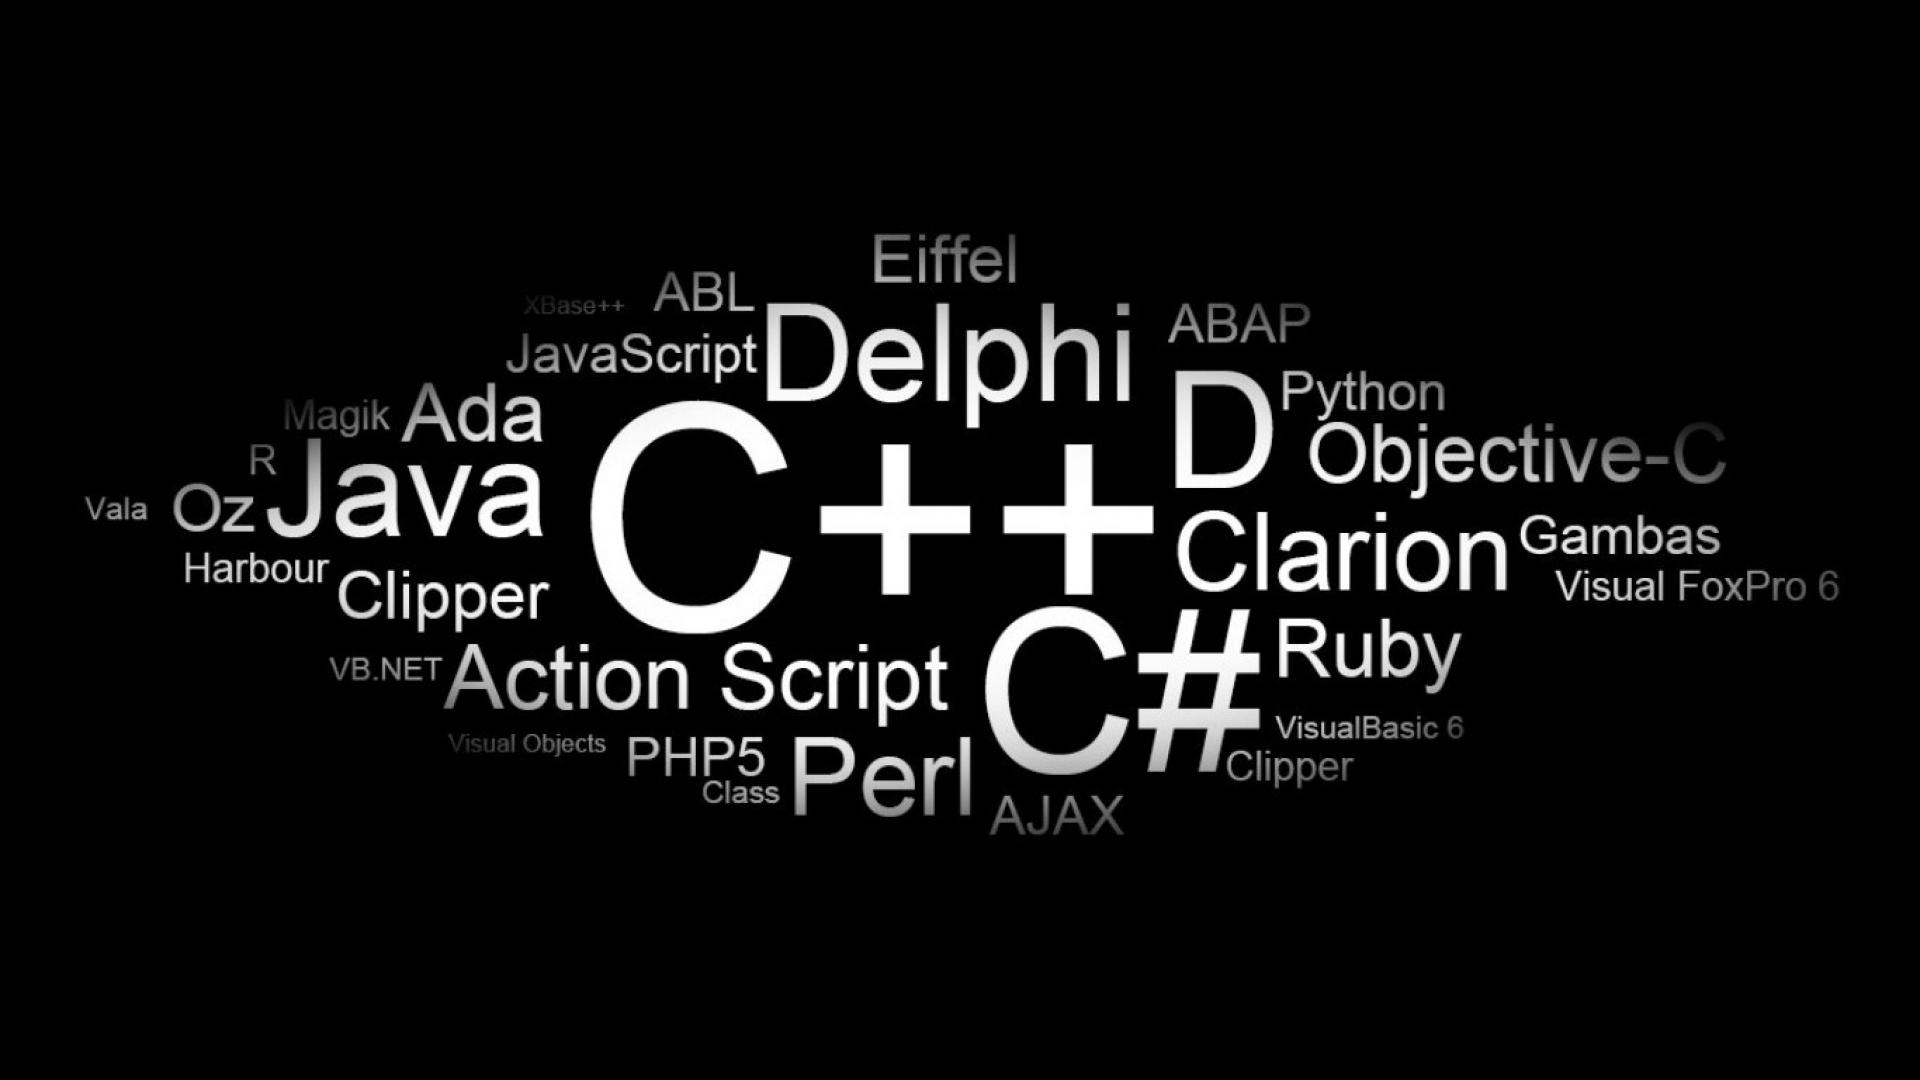 Eiffel
XBase++
ABL
JavaScript
Delphi
ABAP
Magik
Ada
D
Python
Objective-C
R
Java
C++
Vala
Oz
Clarion
Gambas
Harbour
Clipper
Visual FoxPro 6
VB.NET
Action Script
C#
Ruby
Visual Objects
PHP5
Perl
VisualBasic 6
Class
Clipper
AJAX